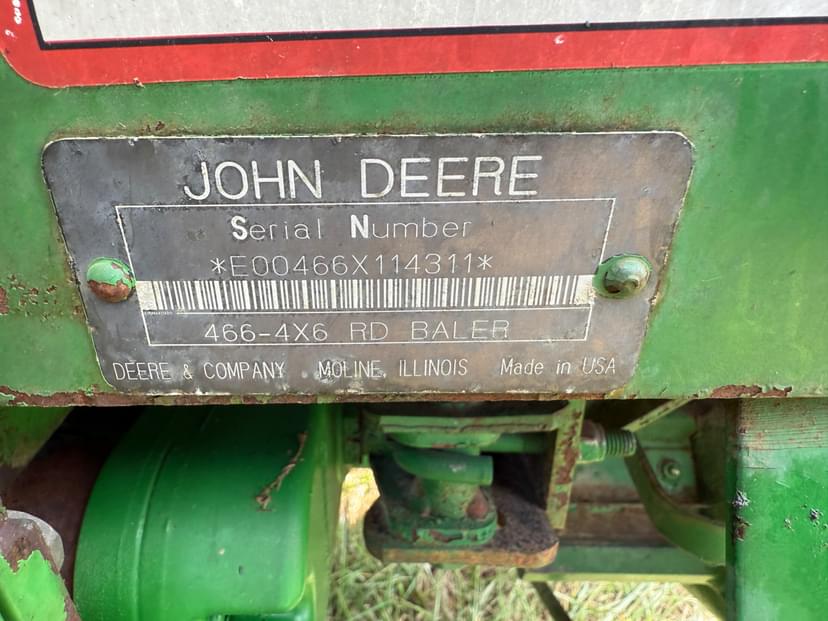 JOHN DEERE
Serial Number
*E00466X114311*
466-4X6 RD BALER
DEERE & COMPANY MOLINE, ILLINOIS Made in USA